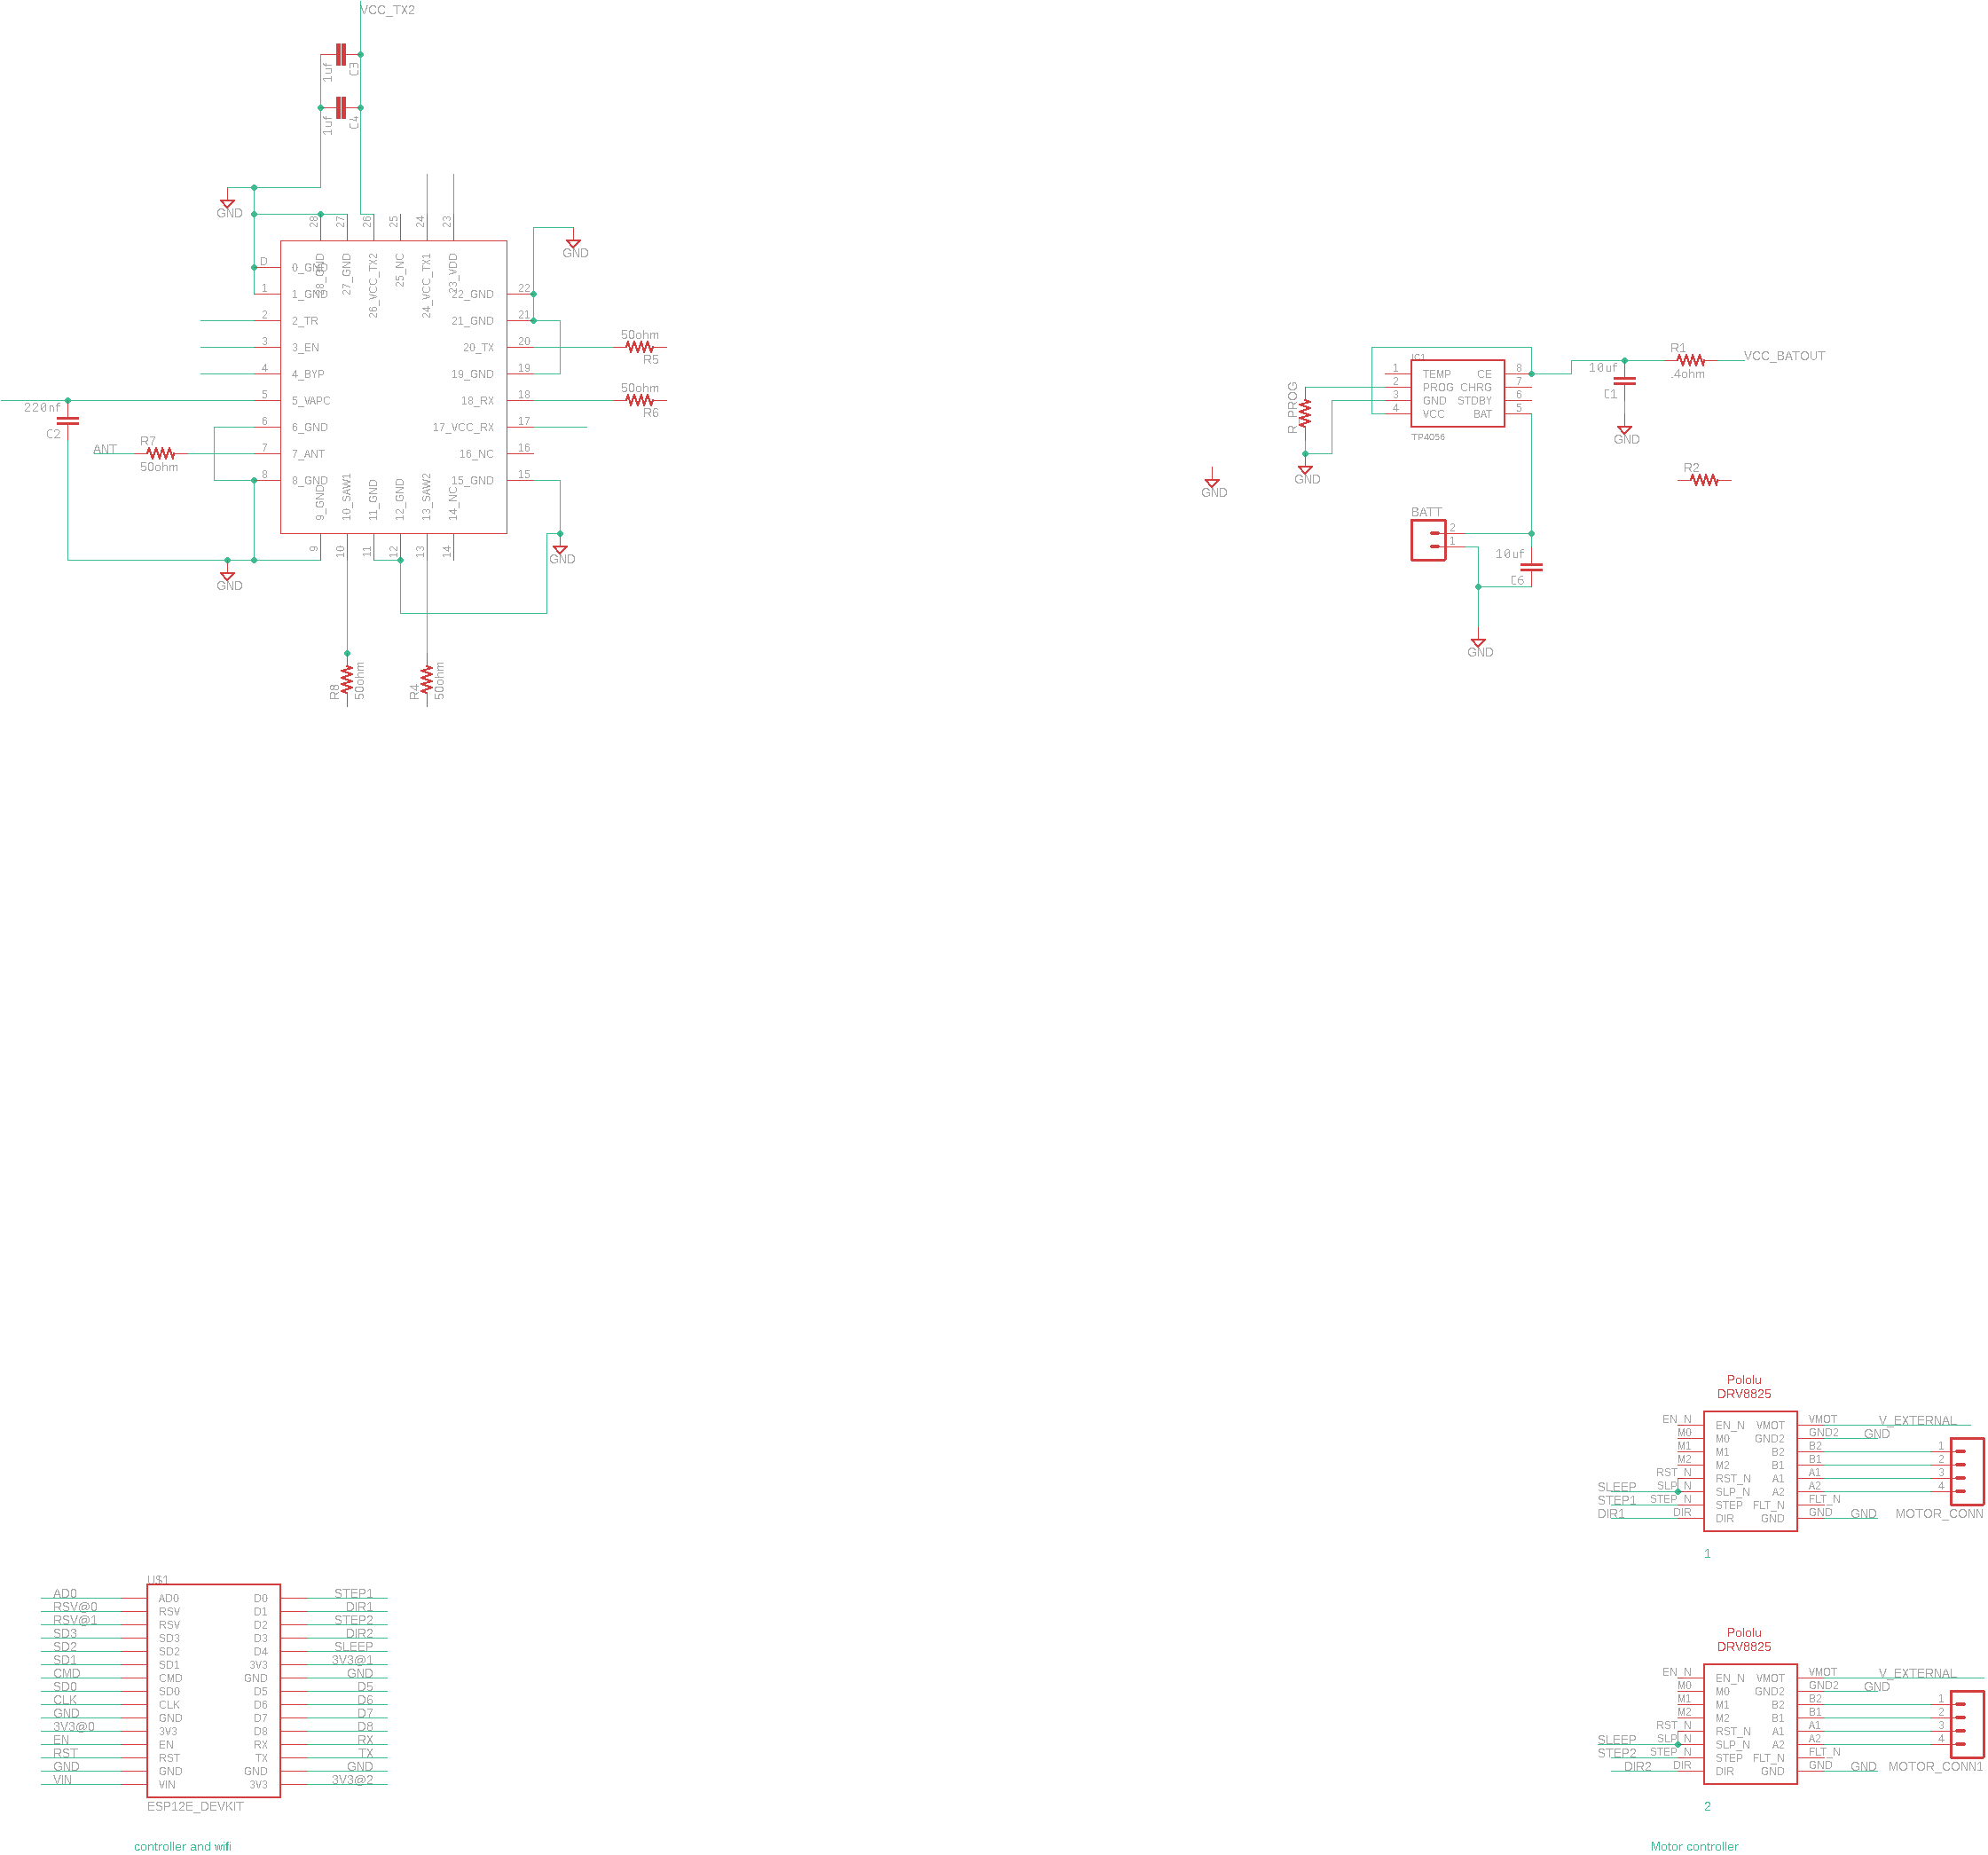 VCC_TX2
1uf
C3
1uf
C4
GND
28
27
26
25
24
23
28_GND
27_GND
26_VCC_TX2
25_NC
24_VCC_TX1
23_VDD
GND
D
0_GND
1
1_GND
22_GND
22
2
2_TR
21_GND
21
3
3_EN
20_TX
20
50ohm
R5
4
4_BYP
19_GND
19
5
5_VAPC
18_RX
18
50ohm
R6
220nf
C2
6
6_GND
17_VCC_RX
17
ANT
R7
50ohm
7
7_ANT
16_NC
16
8
8_GND
15_GND
15
9_GND
10_SAW1
11_GND
12_GND
13_SAW2
14_NC
9
10
11
12
13
14
GND
GND
R8
50ohm
R4
50ohm
IC1
1
TEMP
CE
8
2
PROG
CHRG
7
3
GND
STDBY
6
4
VCC
BAT
5
TP4056
R_PROG
GND
GND
10uf
C1
GND
R1
.4ohm
VCC_BATOUT
R2
BATT
2
1
10uf
C6
GND
Pololu
DRV8825
EN_N
EN_N
VMOT
VMOT
V_EXTERNAL
M0
M0
GND2
GND2
GND
M1
M1
B2
B2
1
M2
M2
B1
B1
2
RST_N
RST_N
A1
A1
3
SLEEP
SLP_N
SLP_N
A2
A2
4
STEP1
STEP_N
STEP
FLT_N
FLT_N
DIR1
DIR
DIR
GND
GND
GND
MOTOR_CONN
1
U$1
AD0
AD0
D0
STEP1
RSV@0
RSV
D1
DIR1
RSV@1
RSV
D2
STEP2
SD3
SD3
D3
DIR2
SD2
SD2
D4
SLEEP
SD1
SD1
3V3
3V3@1
CMD
CMD
GND
GND
SD0
SD0
D5
D5
CLK
CLK
D6
D6
GND
GND
D7
D7
3V3@0
3V3
D8
D8
EN
EN
RX
RX
RST
RST
TX
TX
GND
GND
GND
GND
VIN
VIN
3V3
3V3@2
ESP12E_DEVKIT
controller and wifi
Pololu
DRV8825
EN_N
EN_N
VMOT
VMOT
V_EXTERNAL
M0
M0
GND2
GND2
GND
M1
M1
B2
B2
1
M2
M2
B1
B1
2
RST_N
RST_N
A1
A1
3
SLEEP
SLP_N
SLP_N
A2
A2
4
STEP2
STEP_N
STEP
FLT_N
FLT_N
DIR2
DIR
DIR
GND
GND
GND
MOTOR_CONN1
2
Motor controller